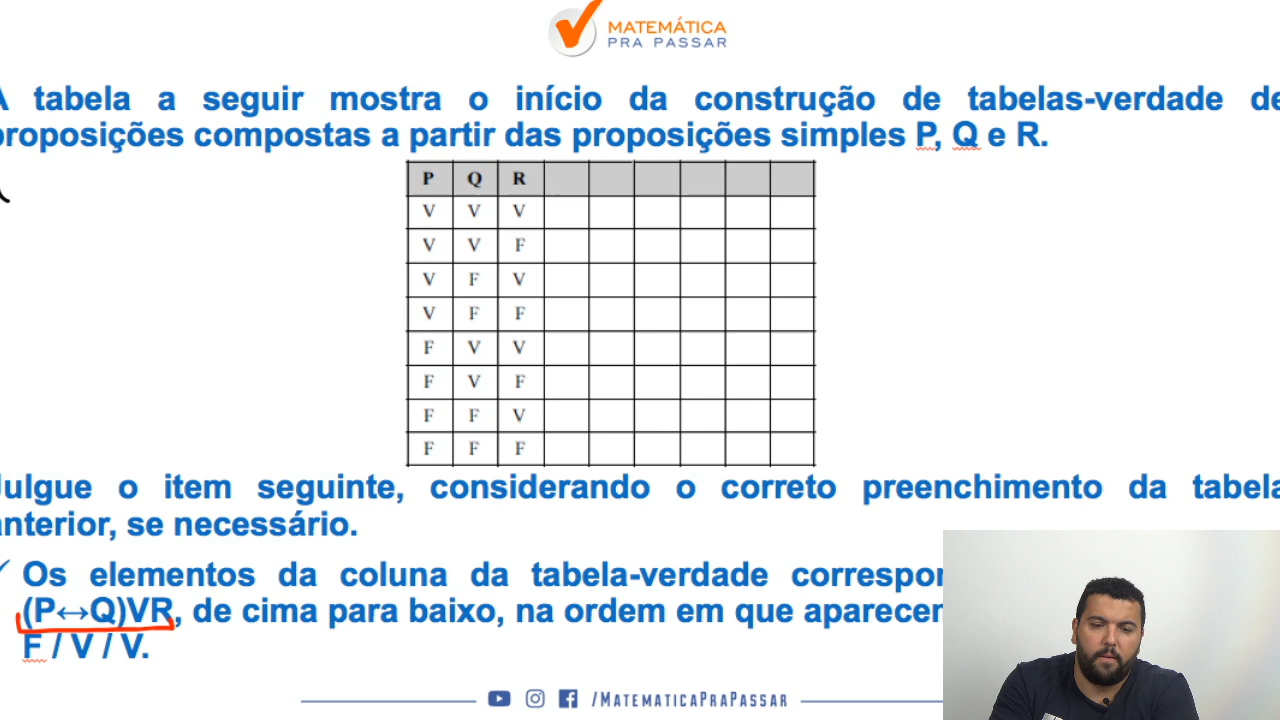 MATEMÁTICA
PRA PASSAR
A tabela a seguir mostra o início da construção de tabelas-verdade de
proposições compostas a partir das proposições simples P, Q e R.
P Q R
V V V
V V F
V F V
V F F
F V V
F V F
F F V
F F F
Julgue o item seguinte, considerando o correto preenchimento da tabela
anterior, se necessário.
Os elementos da coluna da tabela-verdade
(P↔Q)VR, de cima para baixo, na ordem em que
F / V / V.
/MATEMATICAPRAPASSAR